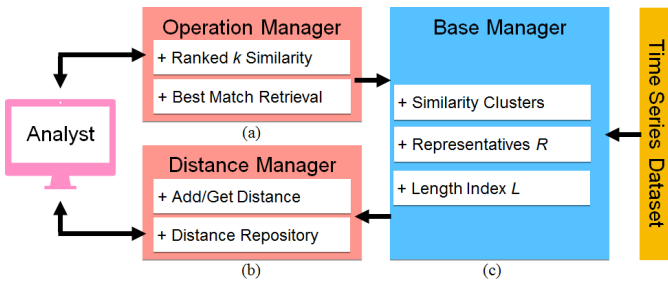 Operation Manager
+ Ranked k Similarity
+ Best Match Retrieval
(a)
Analyst
Distance Manager
+ Add/Get Distance
+ Distance Repository
(b)
Base Manager
+ Similarity Clusters
+ Representatives R
+ Length Index L
(c)
Time Series Dataset